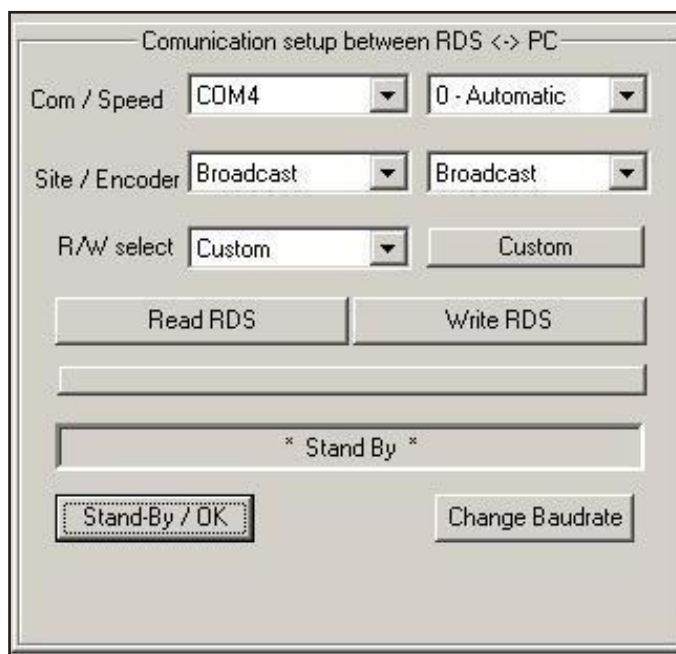 Comunication setup between RDS <-> PC
Com / Speed COM4 0 - Automatic
Site / Encoder Broadcast Broadcast
R/W select Custom Custom
Read RDS Write RDS
* Stand By *
Stand-By / OK Change Baudrate